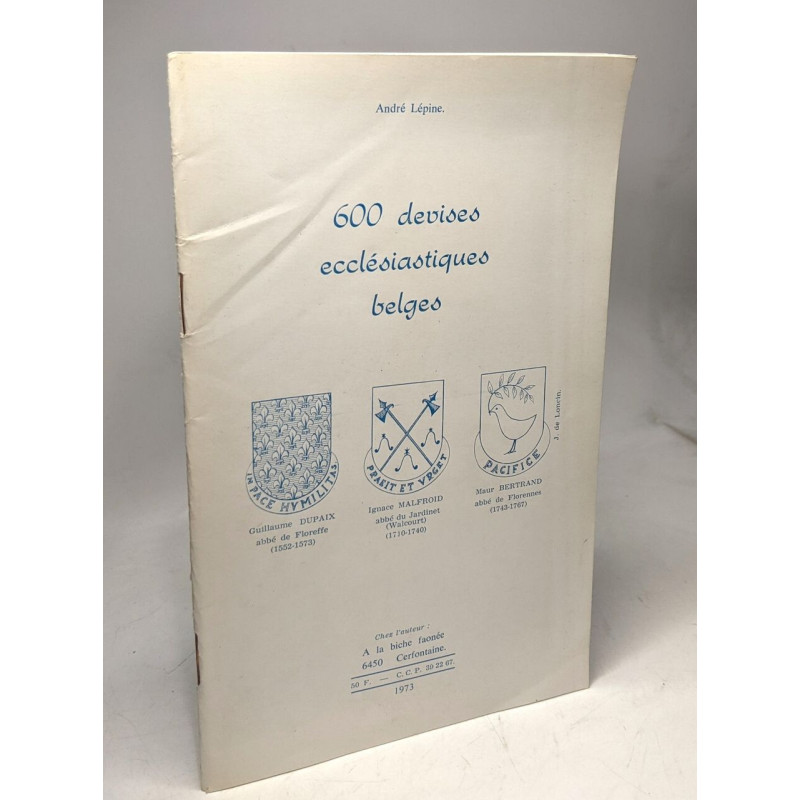 André Lépine.
600 devises
ecclésiastiques
belges
IN PACE HVMILITAS
Guillaume DUPAIX
abbé de Floreffe
(1552-1573)
PRAEIT ET VRGET
Ignace MALFROID
abbé du Jardinet
(Walcourt)
(1710-1740)
PACIFICE
Maur BERTRAND
abbé de Florennes
(1743-1767)
J. de Loncin.
Chez l'auteur :
A la biche faonée
6450 Cerfontaine.
50 F. — C. C. P. 39 22 67.
1973